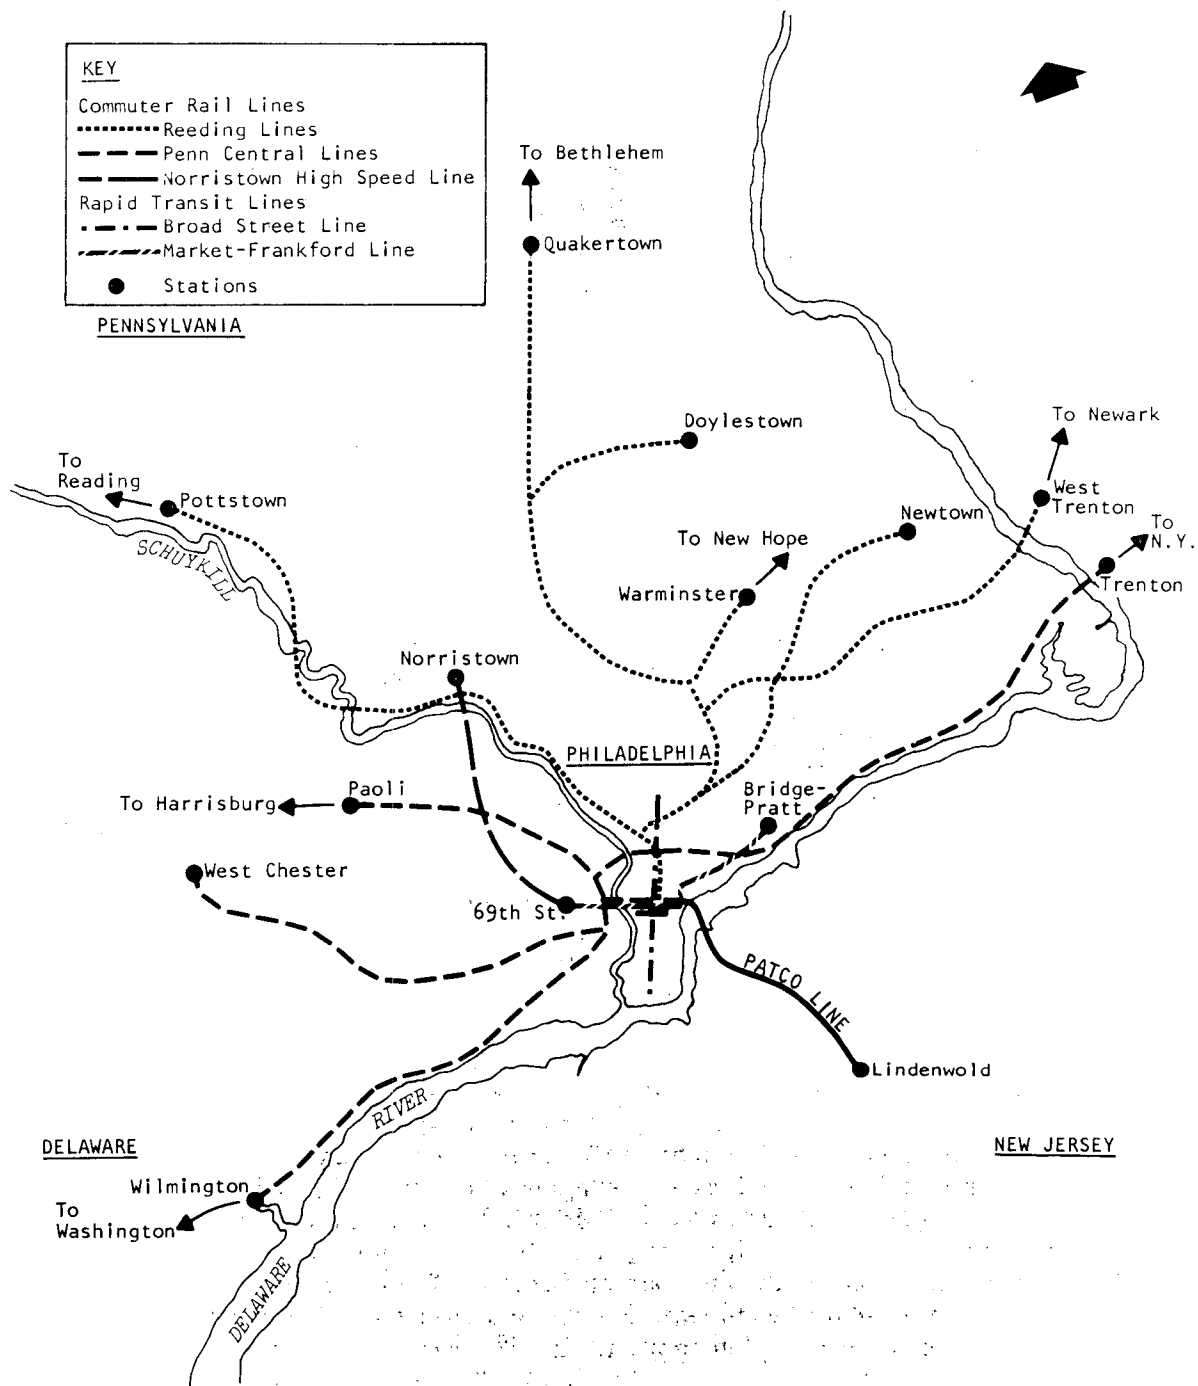 KEY
Commuter Rail Lines
Reeding Lines
Penn Central Lines
Norristown High Speed Line
Rapid Transit Lines
Broad Street Line
Market-Frankford Line
Stations
PENNSYLVANIA
To Bethlehem
Quakertown
Doylestown
To Newark
West
Trenton
To
N.Y.
Trenton
Newtown
To New Hope
Warminster
To
Reading
Pottstown
SCHUYKILL
Norristown
PHILADELPHIA
Bridge-
Pratt
Paoli
To Harrisburg
West Chester
69th St.
PATCO LINE
Lindenwold
RIVER
DELAWARE
NEW JERSEY
Wilmington
To
Washington
DELAWARE